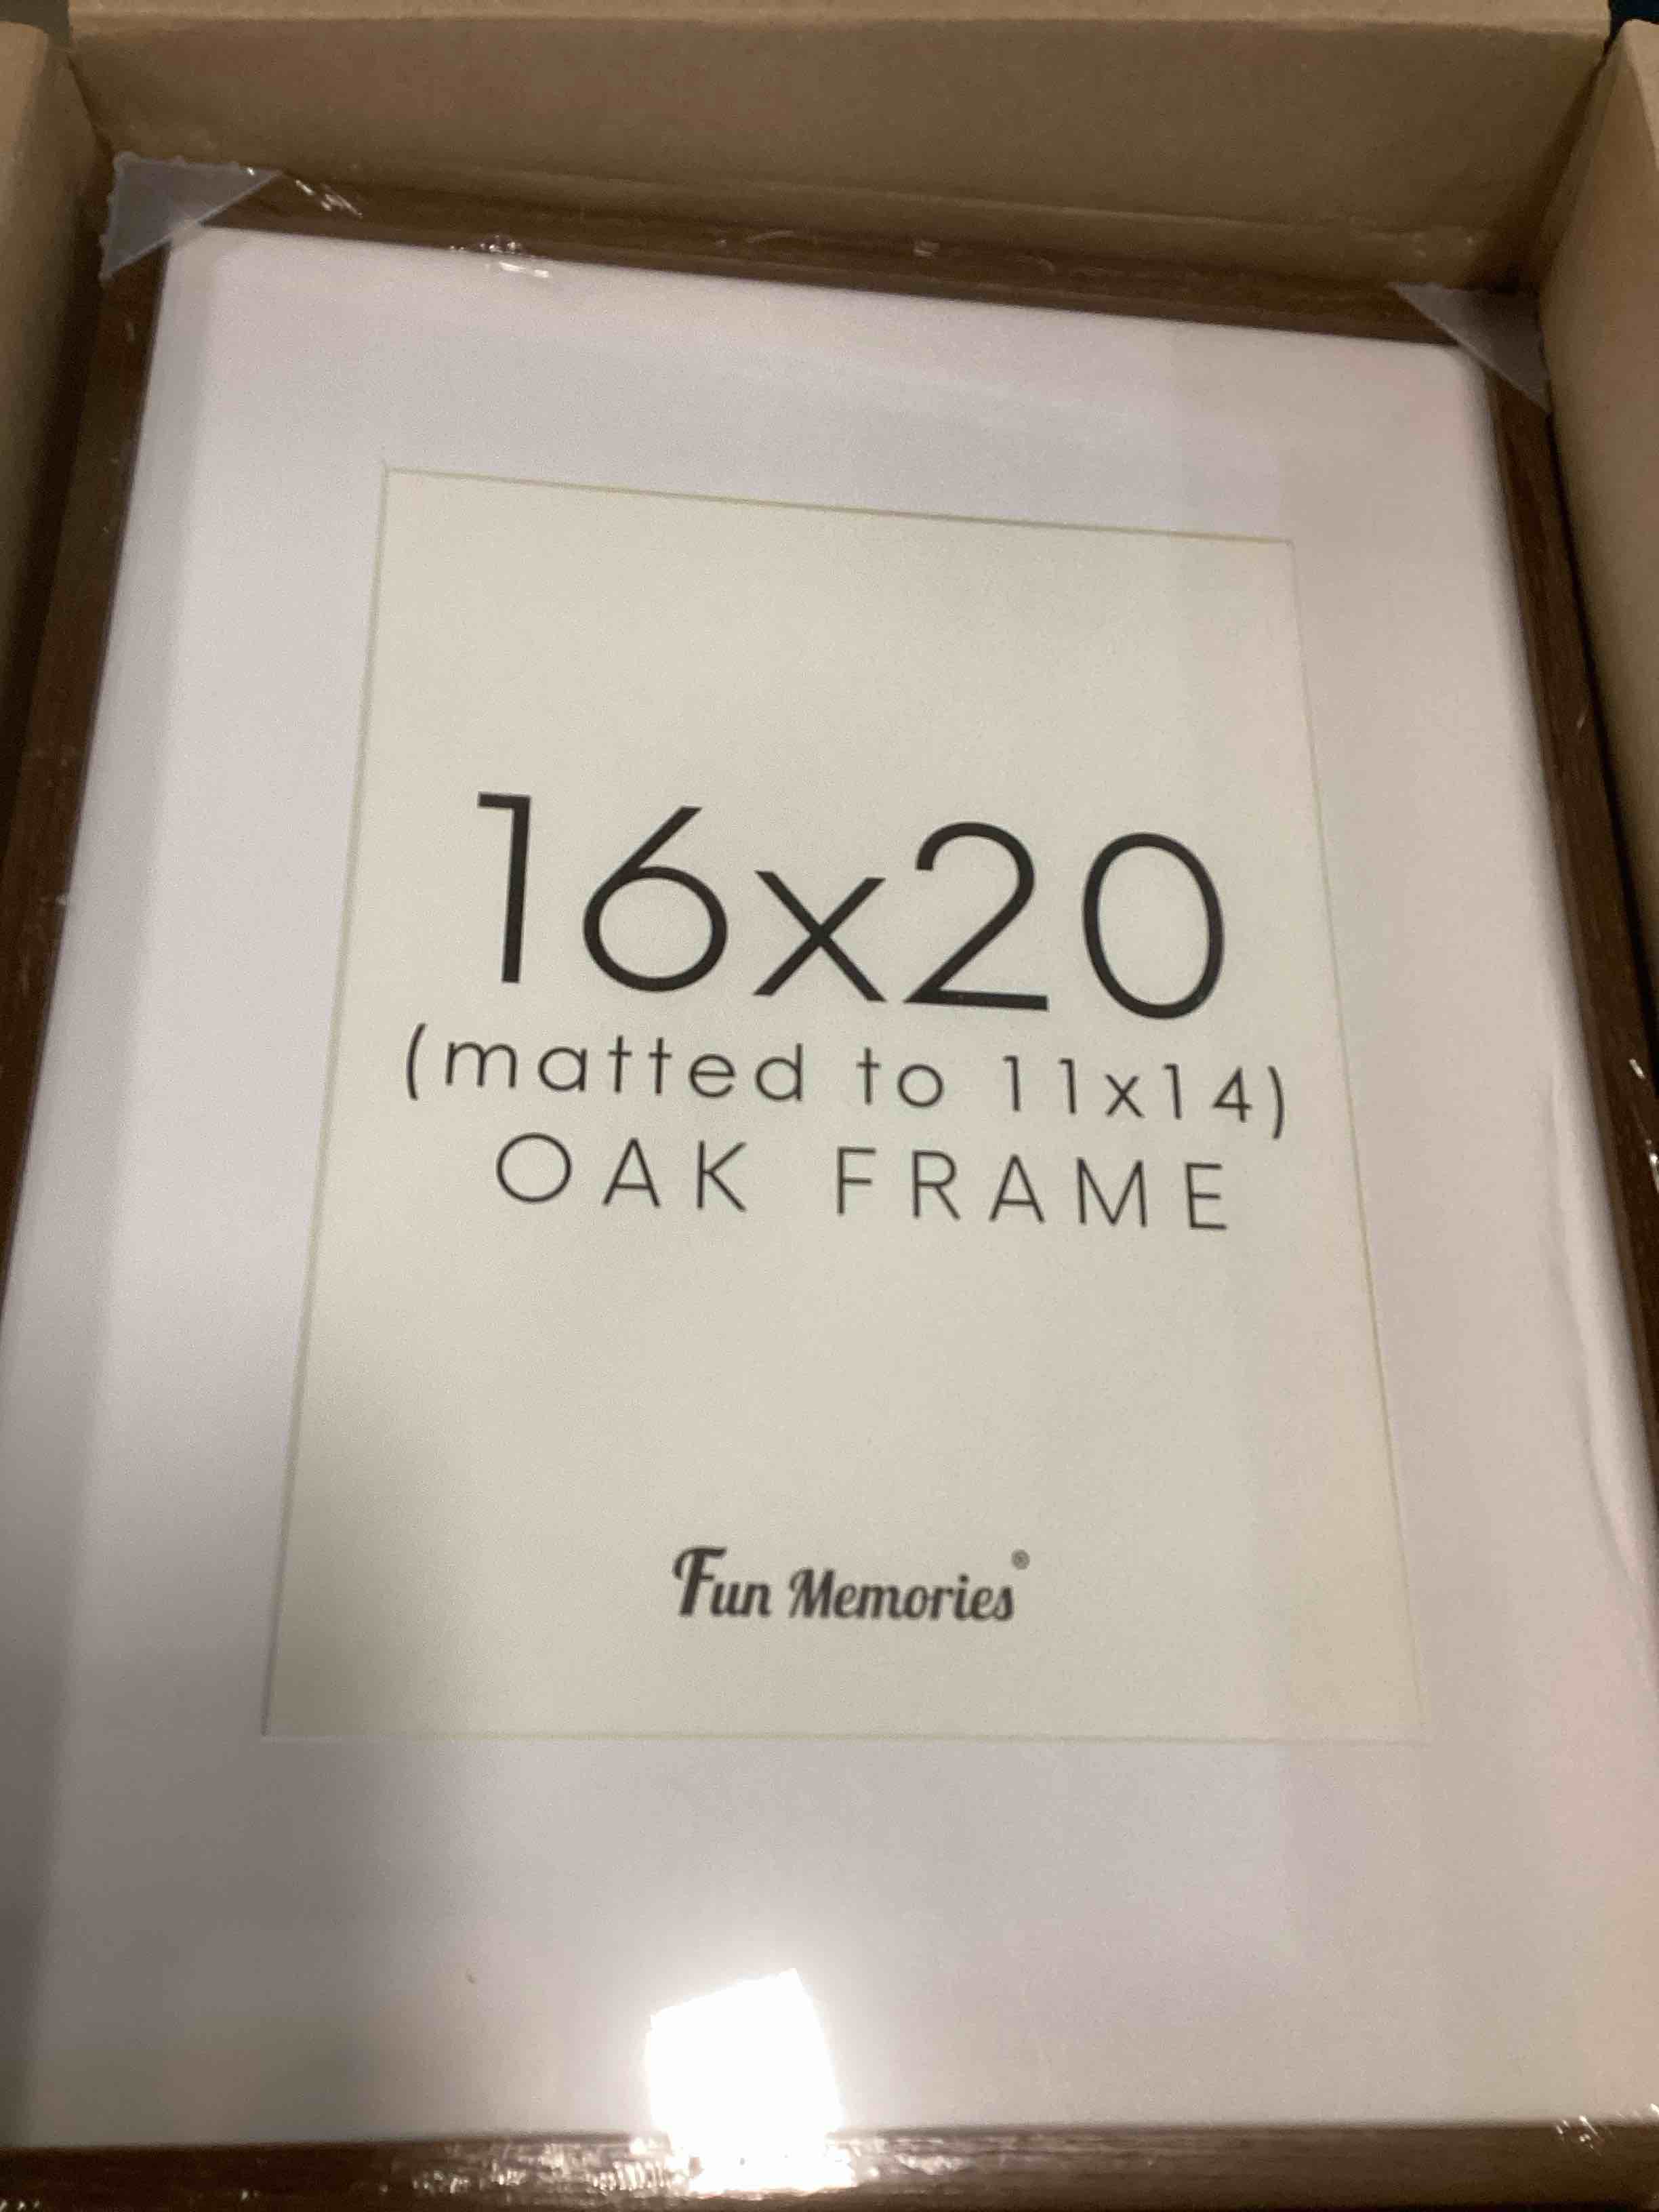 16x20
(matted to 11x14)
OAK FRAME
Fun Memories®